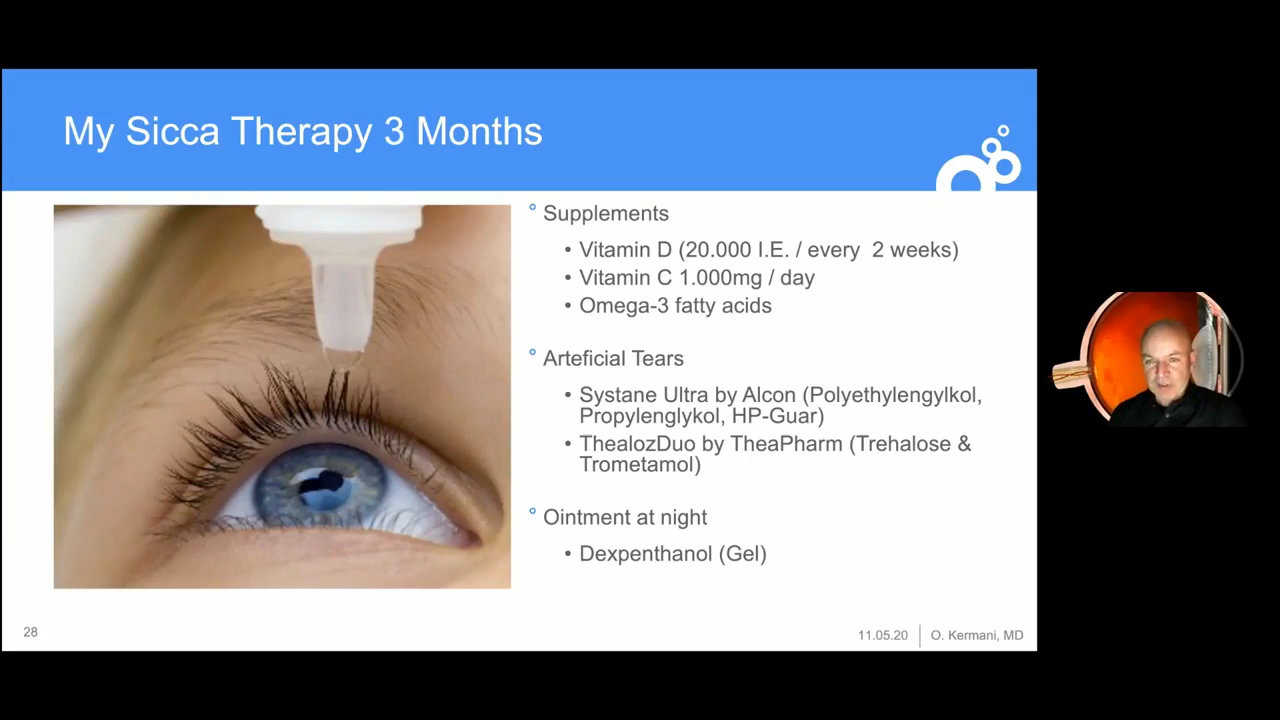 My Sicca Therapy 3 Months
° Supplements
• Vitamin D (20.000 I.E. / every 2 weeks)
• Vitamin C 1.000mg / day
• Omega-3 fatty acids
° Arteficial Tears
• Systane Ultra by Alcon (Polyethylengylkol,
Propylenglykol, HP-Guar)
• ThealozDuo by TheaPharm (Trehalose &
Trometamol)
° Ointment at night
• Dexpenthanol (Gel)
28
11.05.20 | O. Kermani, MD